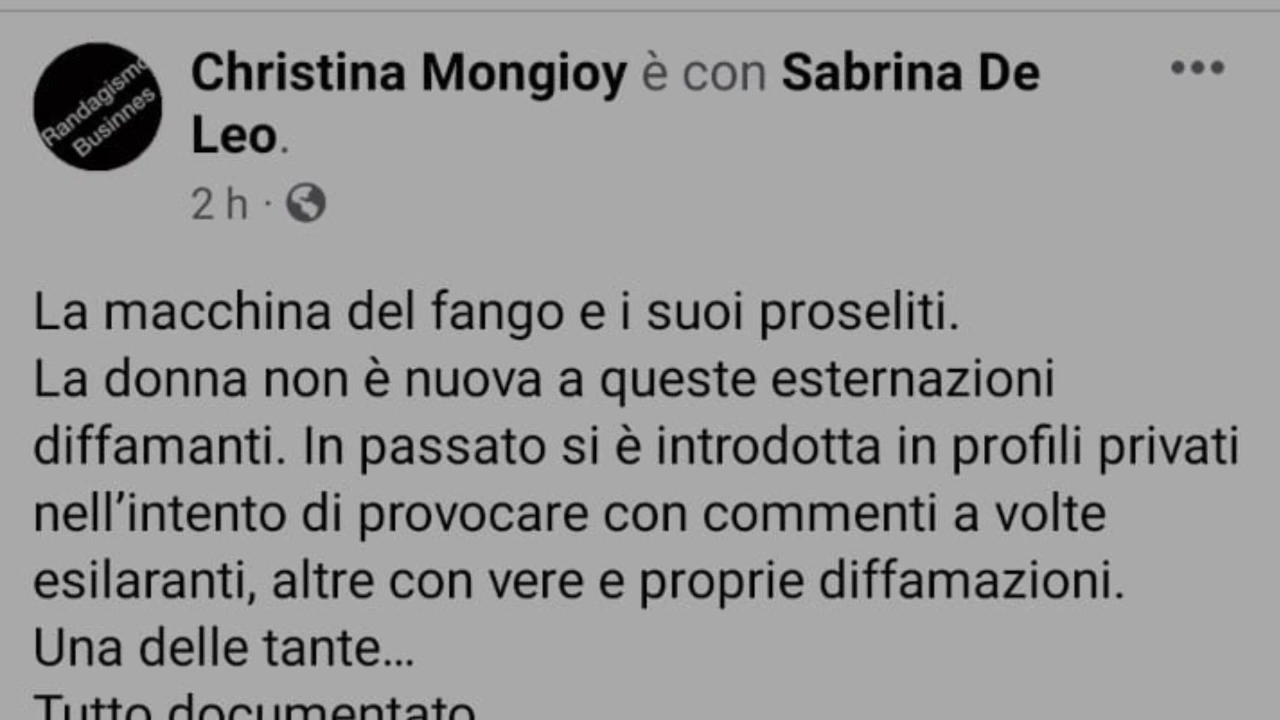 Randagismo
Businnes
Christina Mongioy è con Sabrina De
Leo.
2 h ·
La macchina del fango e i suoi proseliti.
La donna non è nuova a queste esternazioni
diffamanti. In passato si è introdotta in profili privati
nell’intento di provocare con commenti a volte
esilaranti, altre con vere e proprie diffamazioni.
Una delle tante...
Tutto documentato